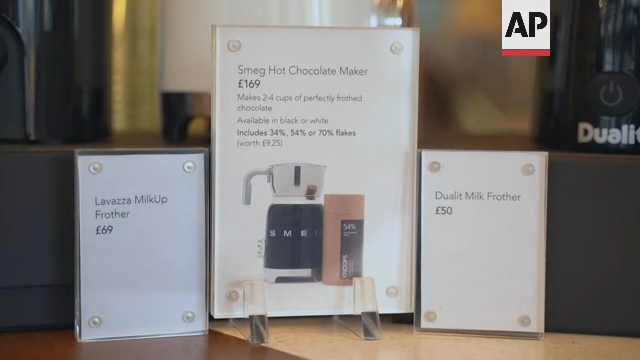 AP
Smeg Hot Chocolate Maker
£169
Makes 2-4 cups of perfectly frothed
chocolate
Available in black or white
Includes 34%, 54% or 70% flakes
(worth £9.25)
SMEG
54%
knoops
Lavazza MilkUp
Frother
£69
Dualit Milk Frother
£50
Dualit